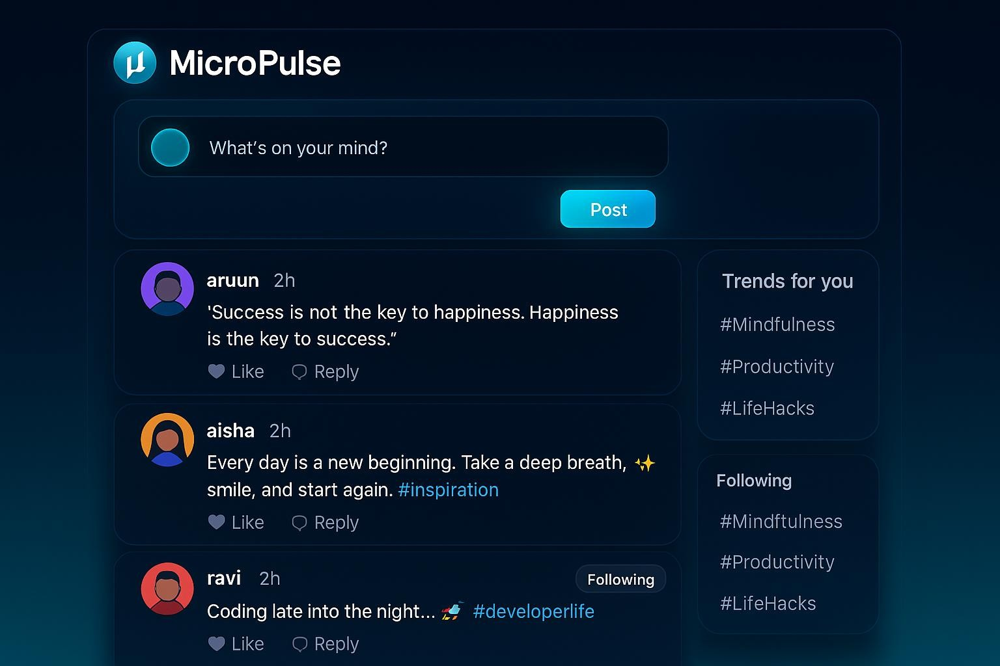 µ MicroPulse
What’s on your mind?
Post
aruun 2h
'Success is not the key to happiness. Happiness
is the key to success.”
Like Reply
aisha 2h
Every day is a new beginning. Take a deep breath, ✨
smile, and start again. #inspiration
Like Reply
ravi 2h Following
Coding late into the night... #developerlife
Like Reply
Trends for you
#Mindfulness
#Productivity
#LifeHacks
Following
#Mindftulness
#Productivity
#LifeHacks